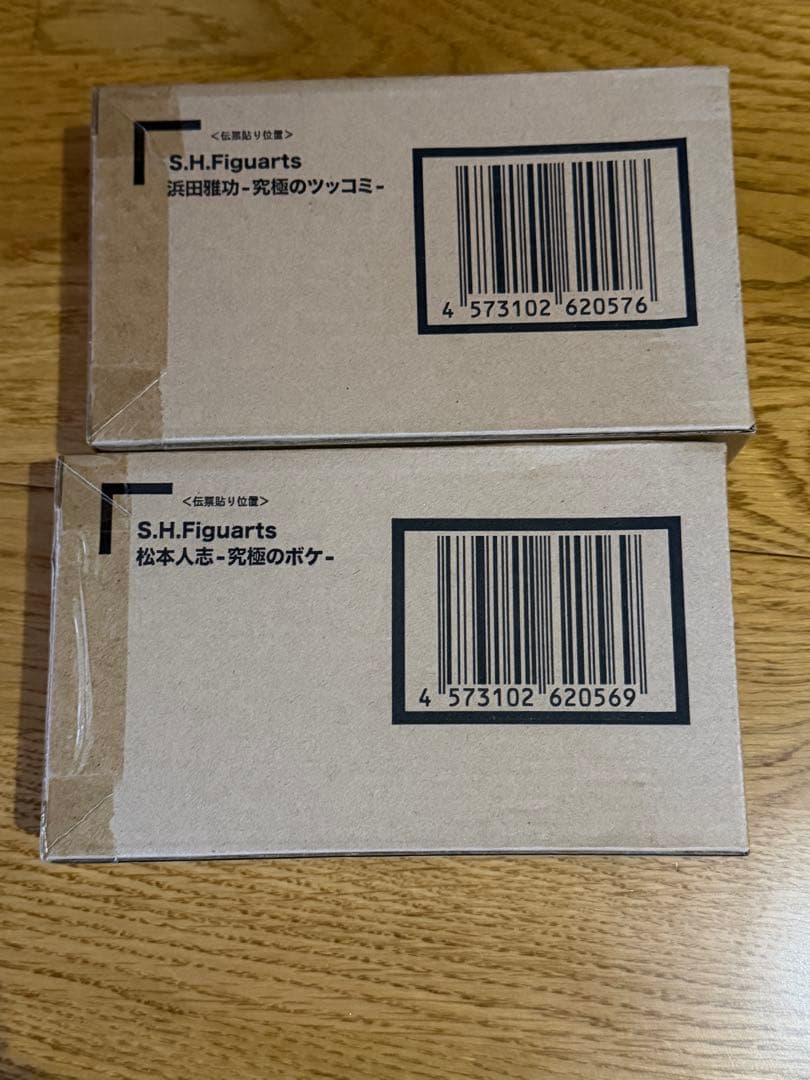 ＜伝票貼り位置＞
S.H.Figuarts
浜田雅功-究極のツッコミ-
4 573102 620576
＜伝票貼り位置＞
S.H.Figuarts
松本人志-究極のボケ-
4 573102 620569